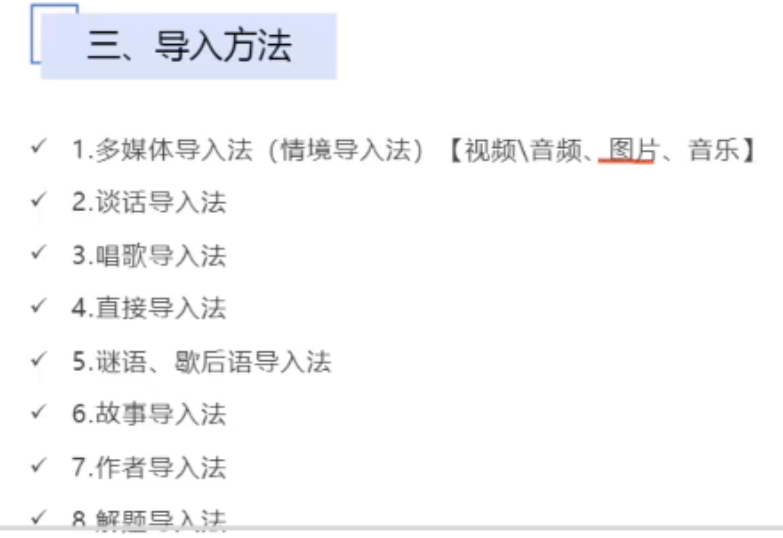 三、导入方法
✓ 1.多媒体导入法（情境导入法）【视频\音频、图片、音乐】
✓ 2.谈话导入法
✓ 3.唱歌导入法
✓ 4.直接导入法
✓ 5.谜语、歇后语导入法
✓ 6.故事导入法
✓ 7.作者导入法
✓ 8.解题导入法